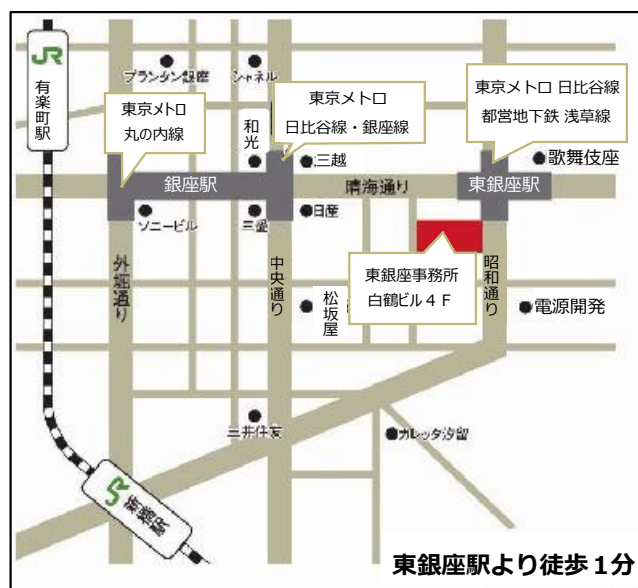 JR
有楽町駅
プランタン銀座
シャネル
東京メトロ
丸の内線
和光
東京メトロ
日比谷線・銀座線
東京メトロ 日比谷線
都営地下鉄 浅草線
三越
歌舞伎座
銀座駅
晴海通り
東銀座駅
ソニービル
三愛
日産
外堀通り
中央通り
昭和通り
東銀座事務所
白鶴ビル4F
松坂屋
電源開発
三井住友
カレッタ汐留
JR
新橋駅
東銀座駅より徒歩1分